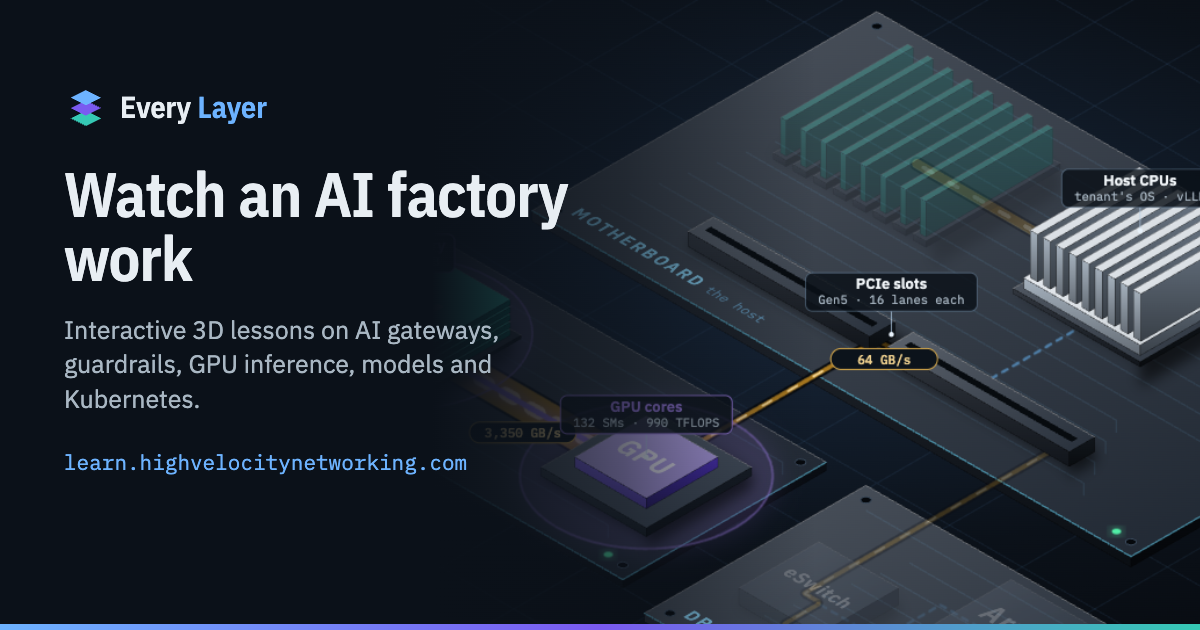 Every Layer
Watch an AI factory
work
Interactive 3D lessons on AI gateways,
guardrails, GPU inference, models and
Kubernetes.
learn.highvelocitynetworking.com
Host CPUs
tenant's OS ·
MOTHERBOARD the host
PCIe slots
Gen5 · 16 lanes each
64 GB/s
GPU cores
132 SMs · 990 TFLOPS
3,350 GB/s
GPU
eSwitch